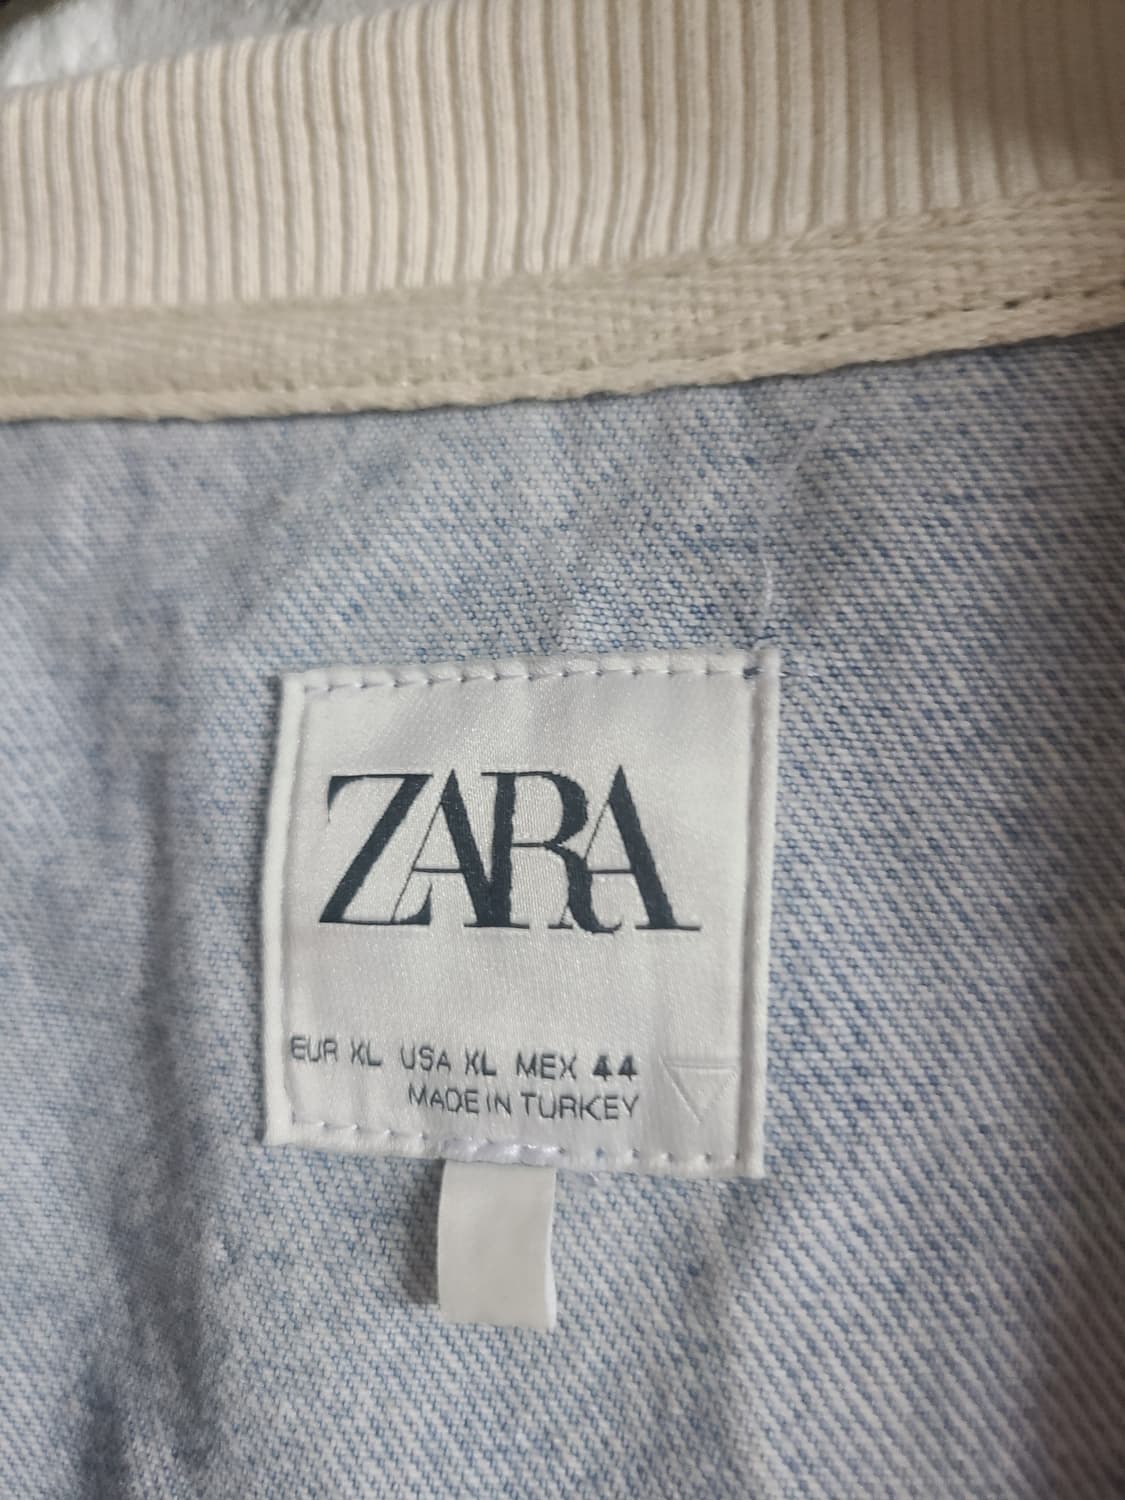 ZARA
EUR XL USA XL MEX 44
MADE IN TURKEY